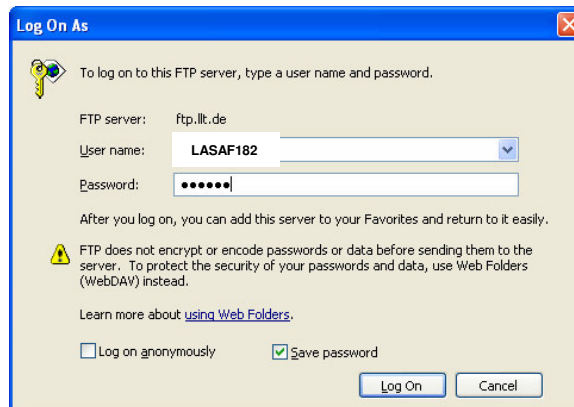 Log On As
To log on to this FTP server, type a user name and password.
FTP server: ftp.llt.de
User name: LASAF182
Password: ••••••
After you log on, you can add this server to your Favorites and return to it easily.
FTP does not encrypt or encode passwords or data before sending them to the
server. To protect the security of your passwords and data, use Web Folders
(WebDAV) instead.
Learn more about using Web Folders.
Log on anonymously Save password
Log On Cancel